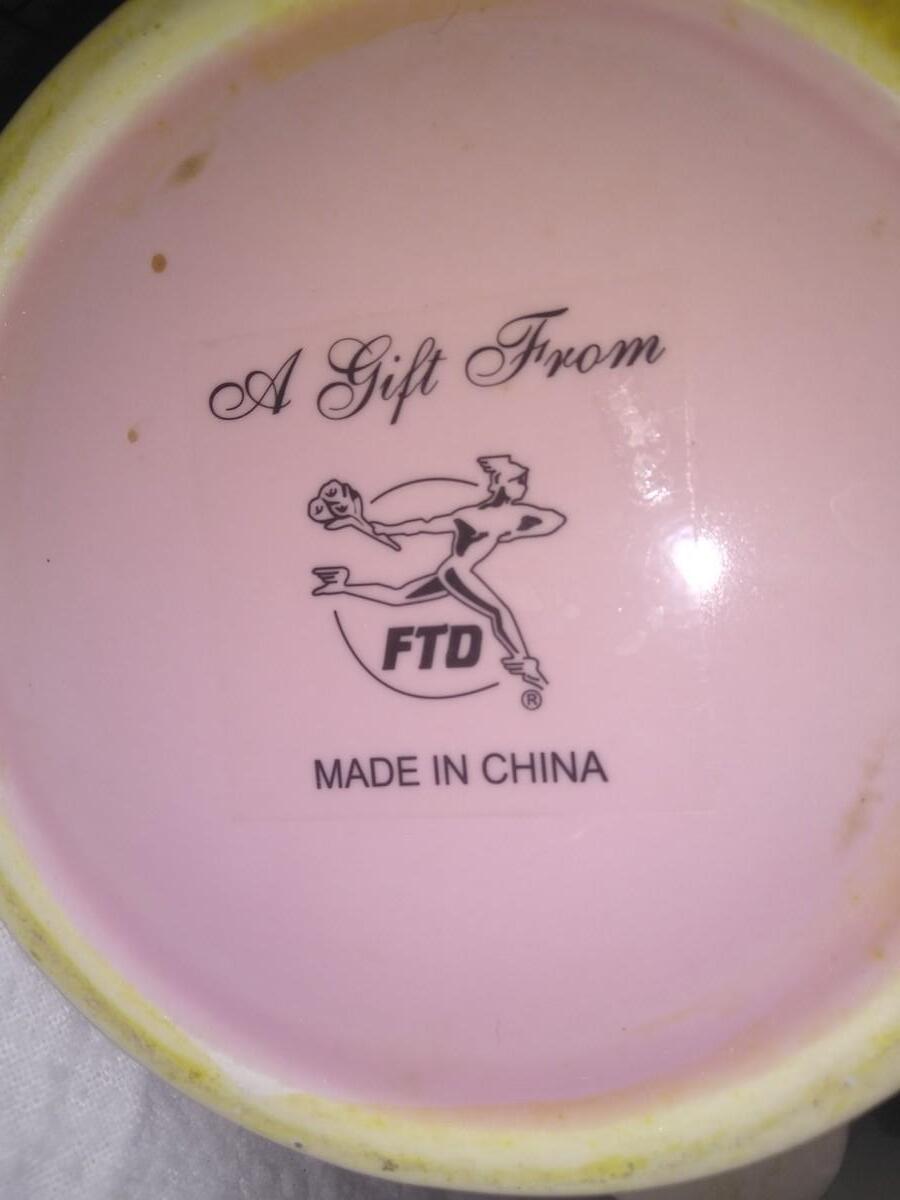 A Gift From
FTD
®
MADE IN CHINA